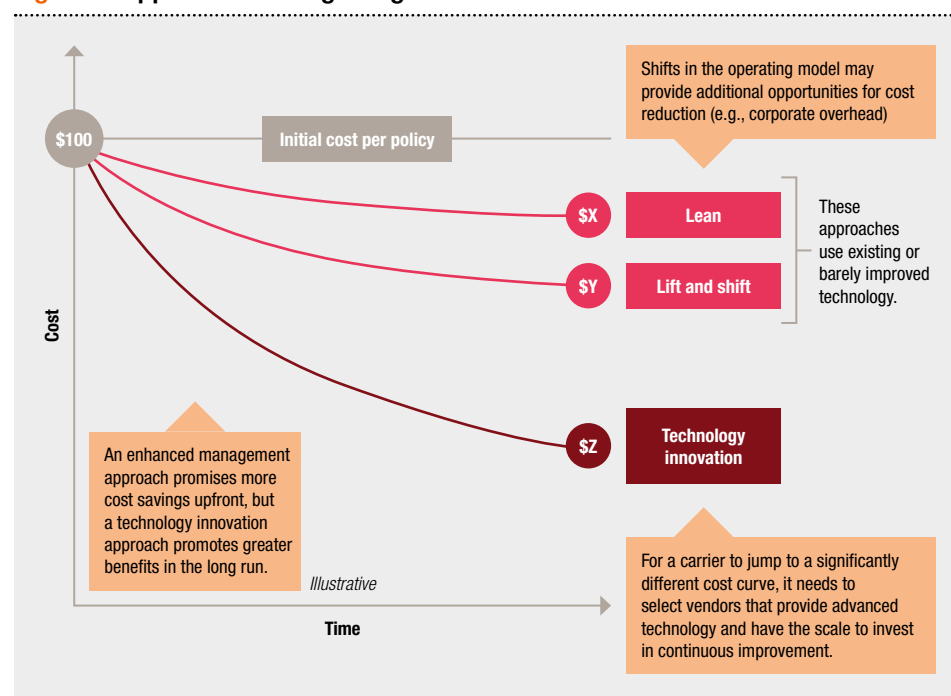 $100
Initial cost per policy
Shifts in the operating model may
provide additional opportunities for cost
reduction (e.g., corporate overhead)
$X
Lean
$Y
Lift and shift
These
approaches
use existing or
barely improved
technology.
Cost
$Z
Technology
innovation
An enhanced management
approach promises more
cost savings upfront, but
a technology innovation
approach promotes greater
benefits in the long run.
Illustrative
Time
For a carrier to jump to a significantly
different cost curve, it needs to
select vendors that provide advanced
technology and have the scale to invest
in continuous improvement.